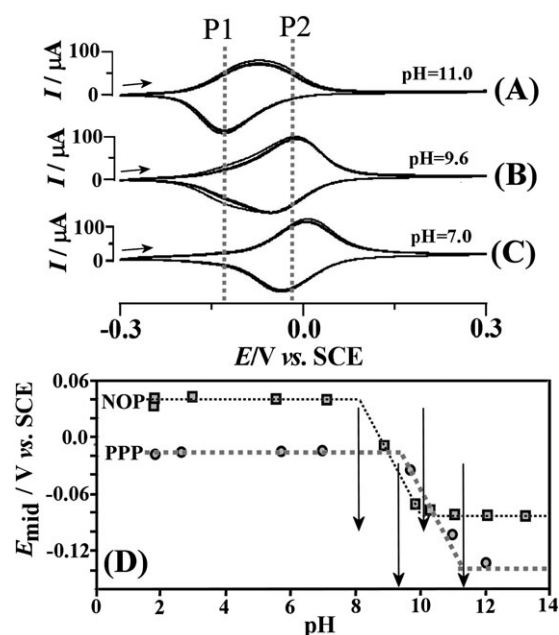 P1 P2
100
0
I / μA
pH=11.0
(A)
100
0
I / μA
pH=9.6
(B)
100
0
I / μA
pH=7.0
(C)
-0.3 0.0 0.3
E/V vs. SCE
0.06
0.0
-0.06
-0.12
E mid / V vs. SCE
NOP
PPP
(D)
0 2 4 6 8 10 12 14
pH